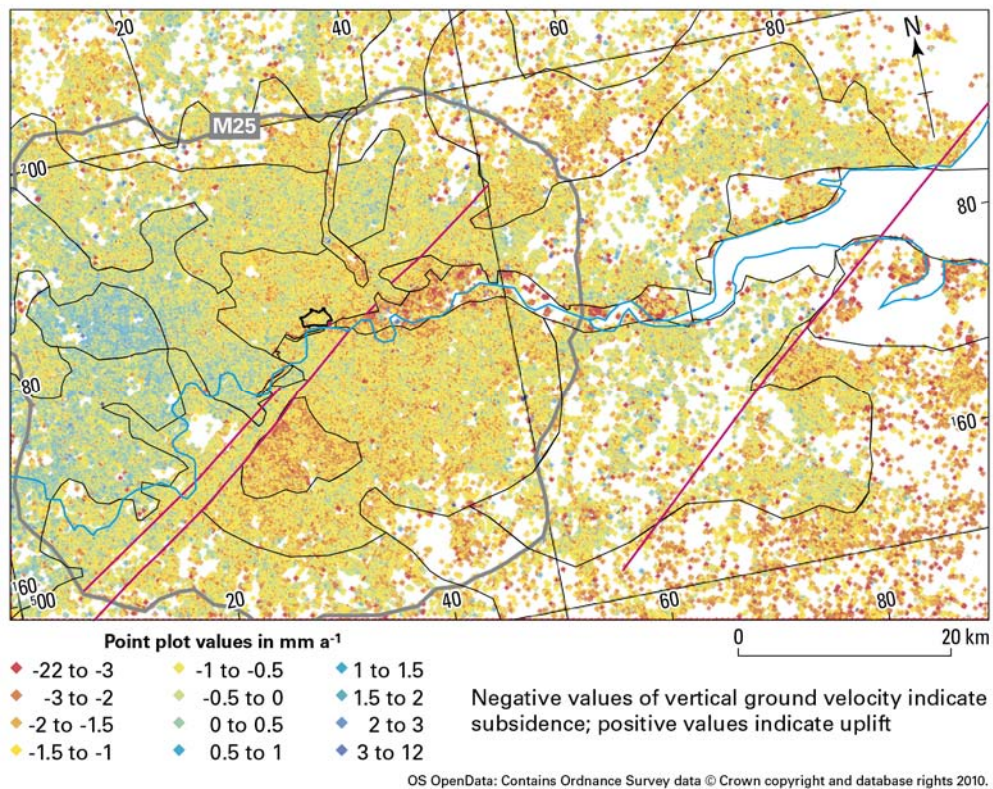 20
40
60
80
N
M25
²00
80
80
¹60
¹60
⁵00
20
40
60
80
0
20 km
Point plot values in mm a⁻¹
-22 to -3
-3 to -2
-2 to -1.5
-1.5 to -1
-1 to -0.5
-0.5 to 0
0 to 0.5
0.5 to 1
1 to 1.5
1.5 to 2
2 to 3
3 to 12
Negative values of vertical ground velocity indicate
subsidence; positive values indicate uplift
OS OpenData: Contains Ordnance Survey data © Crown copyright and database rights 2010.